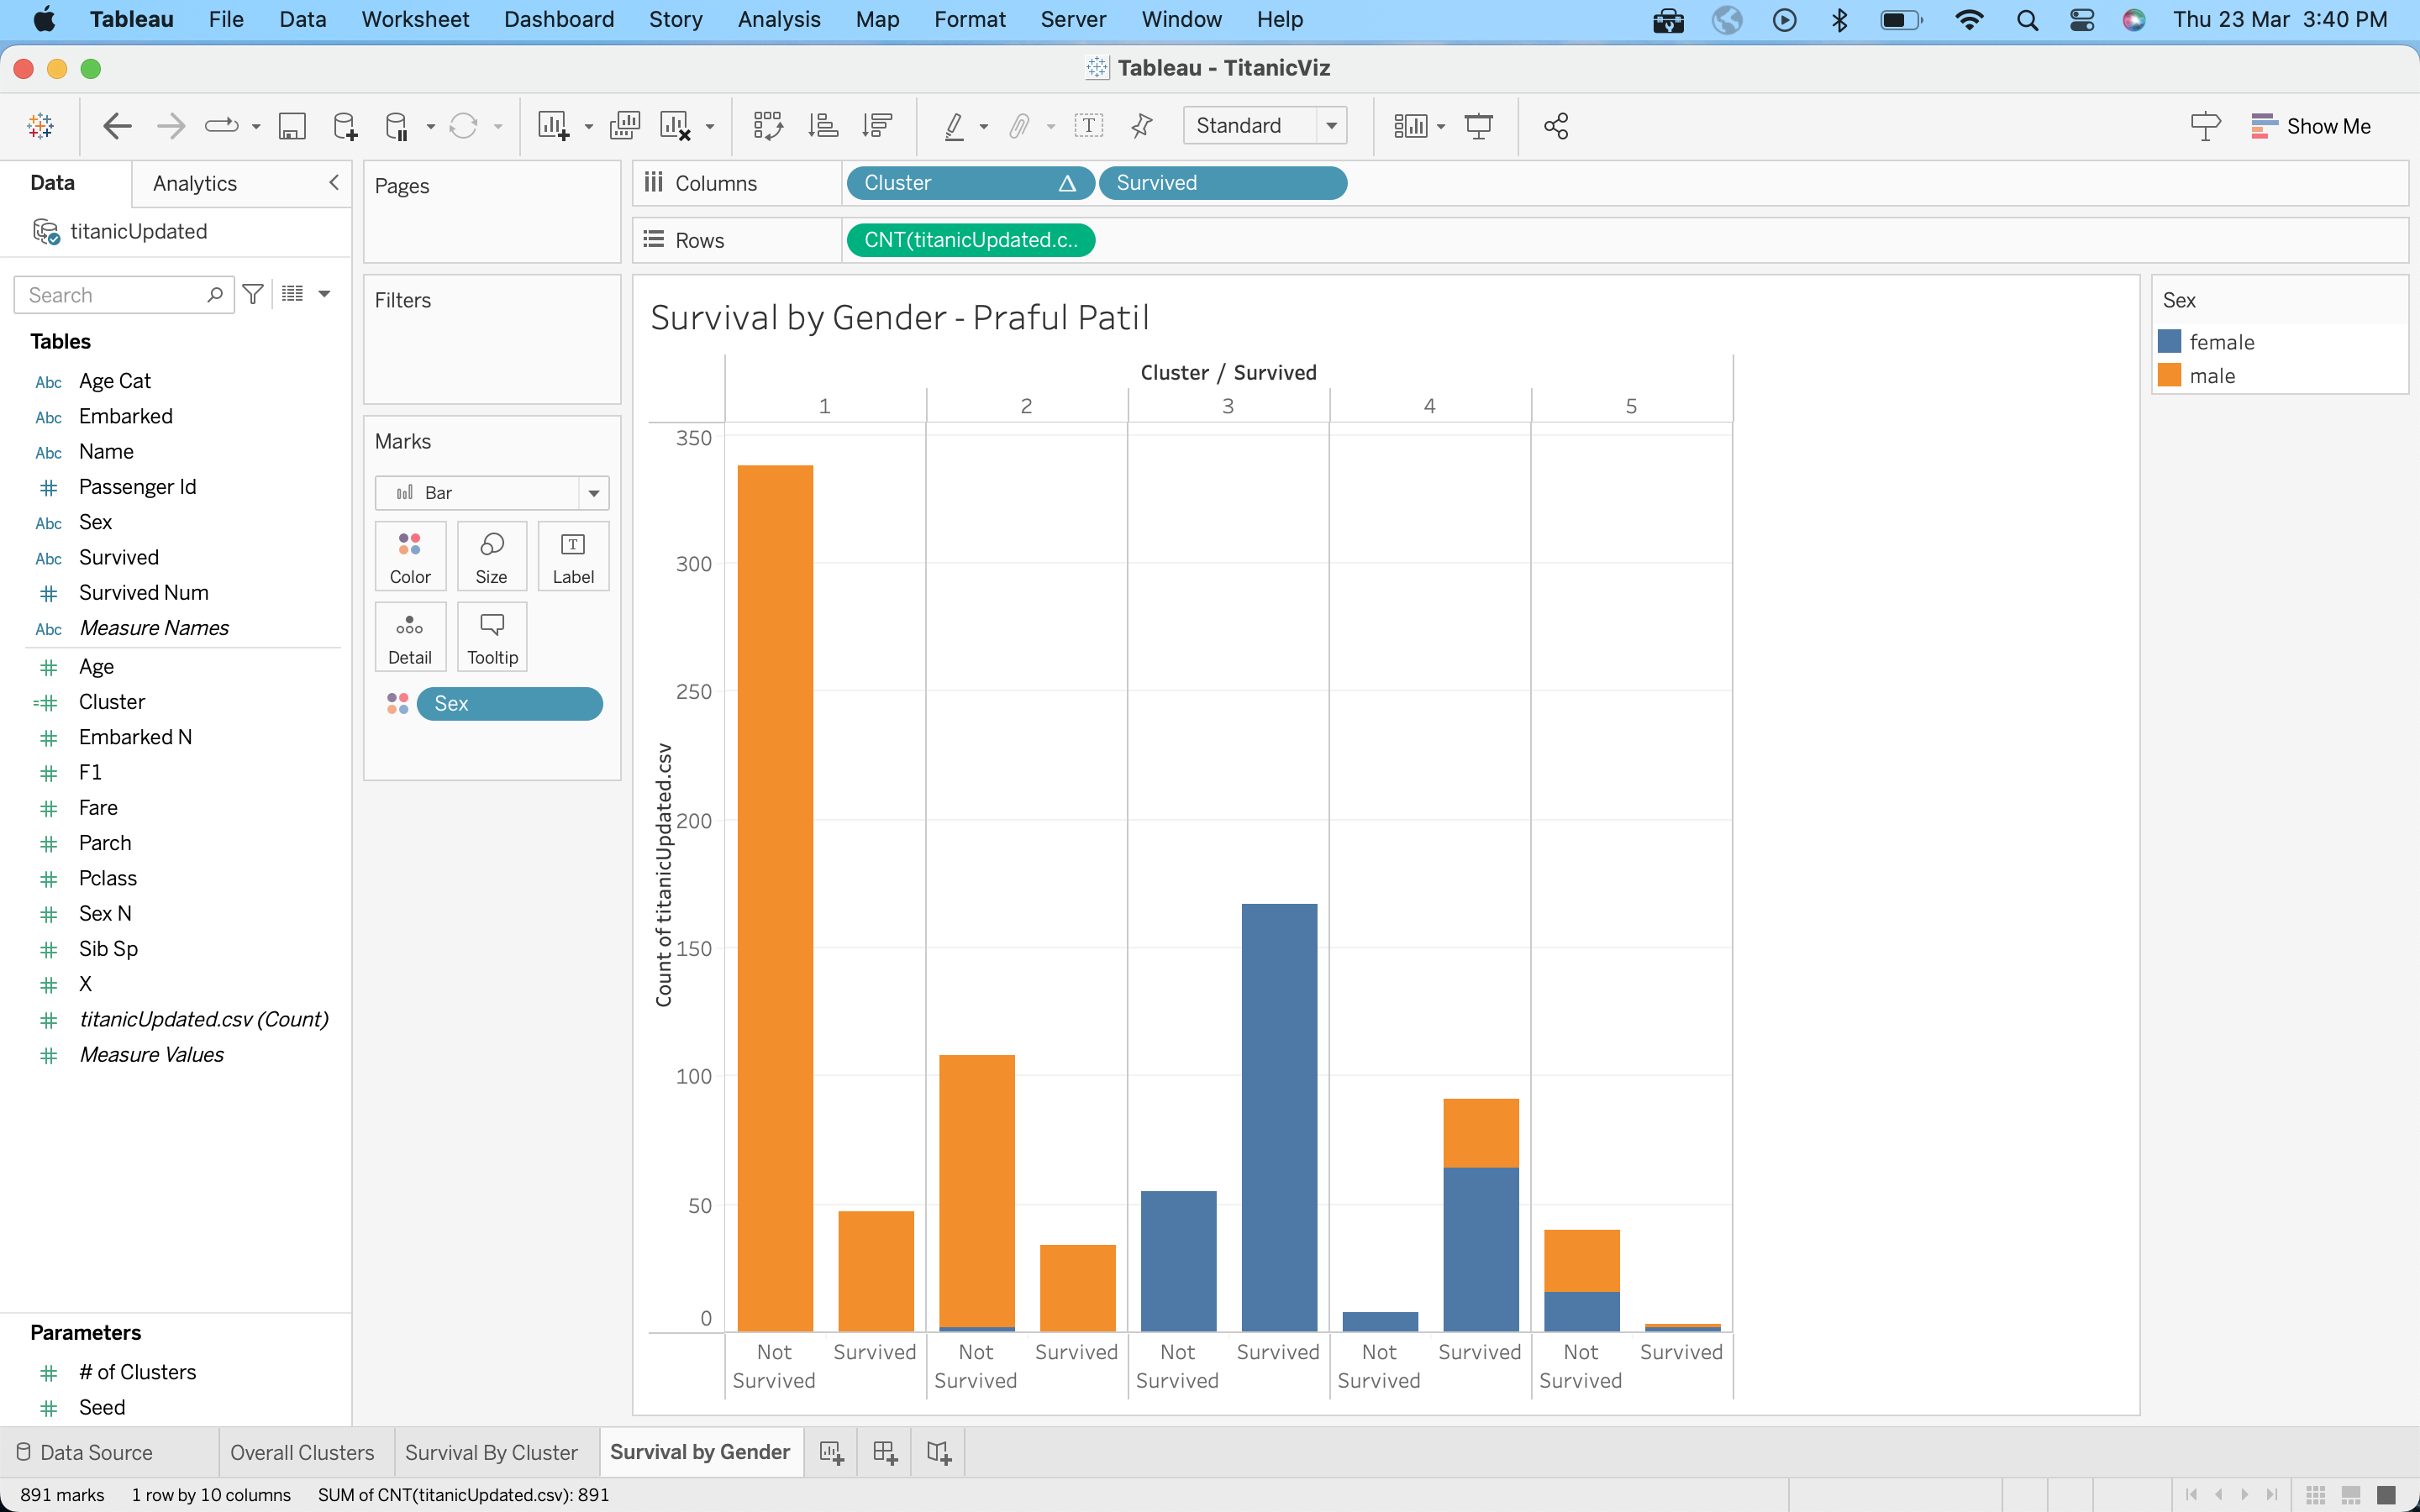 Tableau File Data Worksheet Dashboard Story Analysis Map Format Server Window Help Thu 23 Mar 3:40 PM
Tableau - TitanicViz
Standard Show Me
Data Analytics
titanicUpdated
Search
Tables
Abc Age Cat
Abc Embarked
Abc Name
# Passenger Id
Abc Sex
Abc Survived
# Survived Num
Abc Measure Names
# Age
=# Cluster
# Embarked N
# F1
# Fare
# Parch
# Pclass
# Sex N
# Sib Sp
# X
# titanicUpdated.csv (Count)
# Measure Values
Parameters
# # of Clusters
# Seed
Pages
Filters
Marks
Bar
Color Size Label
Detail Tooltip
Sex
Columns Cluster Δ Survived
Rows CNT(titanicUpdated.c..
Survival by Gender - Praful Patil
Cluster / Survived
1 2 3 4 5
350
300
250
200
150
100
50
0
Count of titanicUpdated.csv
Not Survived Not Survived Not Survived Not Survived Not Survived
Survived Survived Survived Survived Survived
Sex
female
male
Data Source Overall Clusters Survival By Cluster Survival by Gender
891 marks 1 row by 10 columns SUM of CNT(titanicUpdated.csv): 891